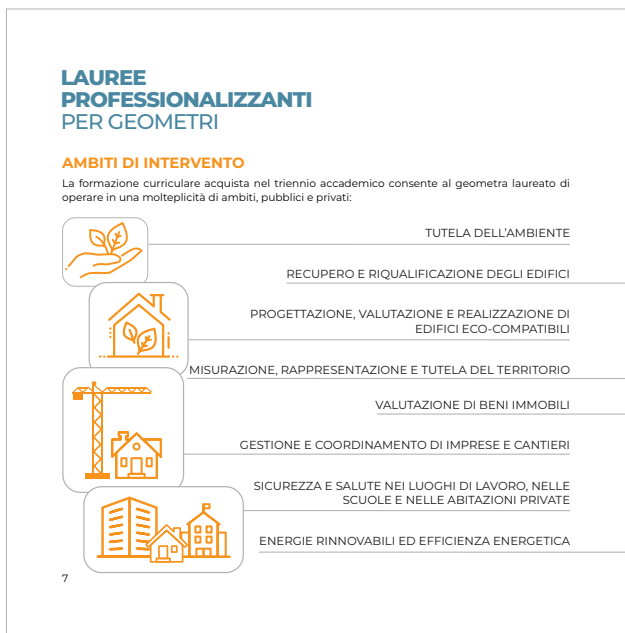 LAUREE
PROFESSIONALIZZANTI
PER GEOMETRI
AMBITI DI INTERVENTO
La formazione curriculare acquista nel triennio accademico consente al geometra laureato di
operare in una molteplicità di ambiti, pubblici e privati:
TUTELA DELL'AMBIENTE
RECUPERO E RIQUALIFICAZIONE DEGLI EDIFICI
PROGETTAZIONE, VALUTAZIONE E REALIZZAZIONE DI
EDIFICI ECO-COMPATIBILI
MISURAZIONE, RAPPRESENTAZIONE E TUTELA DEL TERRITORIO
VALUTAZIONE DI BENI IMMOBILI
GESTIONE E COORDINAMENTO DI IMPRESE E CANTIERI
SICUREZZA E SALUTE NEI LUOGHI DI LAVORO, NELLE
SCUOLE E NELLE ABITAZIONI PRIVATE
ENERGIE RINNOVABILI ED EFFICIENZA ENERGETICA
7